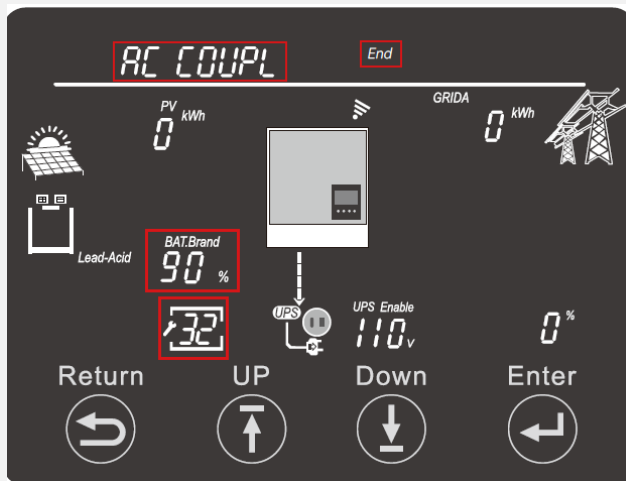 AC COUPL End
PV
0 kWh
GRIDA
0 kWh
Lead-Acid
BAT.Brand
90 %
32
UPS
UPS Enable
110 V
0 %
Return UP Down Enter